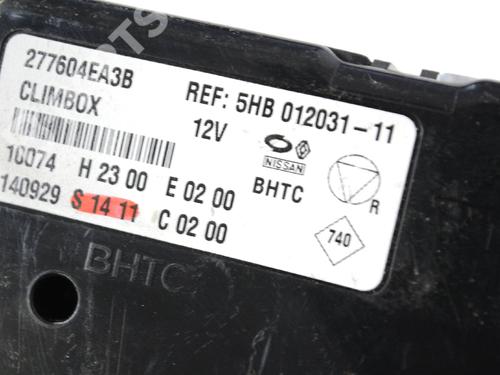 277604EA3B
REF: 5HB 012031-11
CLIMBOX
12V
NISSAN
BHTC
R
10074 H 23 00 E 02 00
140929 S 14 11 C 02 00
740
BHTC